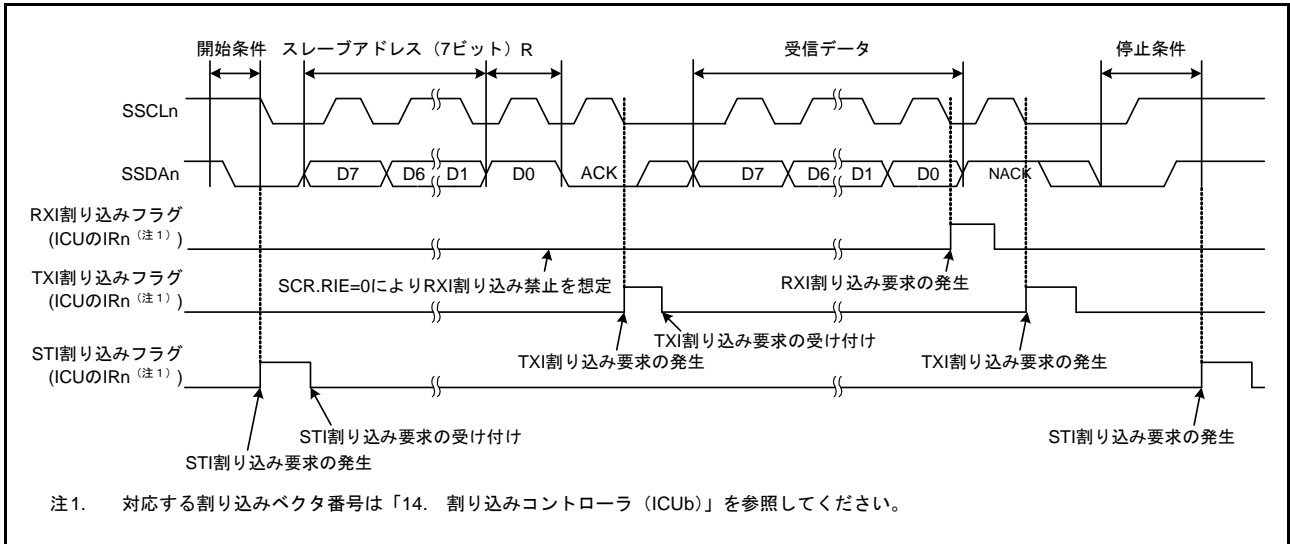 開始条件 スレーブアドレス（7ビット）R 受信データ 停止条件
SSCLn
SSDAn D7 D6 D1 D0 ACK D7 D6 D1 D0 NACK
RXI割り込みフラグ
(ICUのIRn（注1）)
SCR.RIE=0によりRXI割り込み禁止を想定 RXI割り込み要求の発生
TXI割り込みフラグ
(ICUのIRn（注1）)
TXI割り込み要求の受け付け
TXI割り込み要求の発生 TXI割り込み要求の発生
STI割り込みフラグ
(ICUのIRn（注1）)
STI割り込み要求の受け付け STI割り込み要求の発生
STI割り込み要求の発生
注1. 対応する割り込みベクタ番号は「14. 割り込みコントローラ（ICUb）」を参照してください。